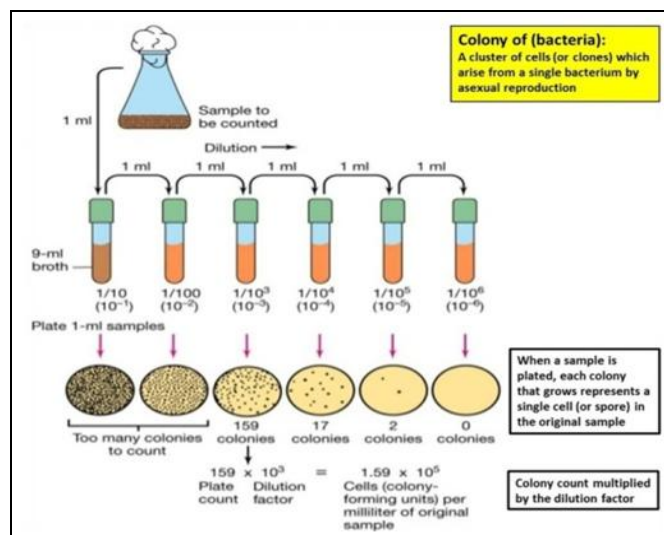 Colony of (bacteria):
A cluster of cells (or clones) which
arise from a single bacterium by
asexual reproduction
Sample to
be counted
1 ml
Dilution
1 ml 1 ml 1 ml 1 ml 1 ml
9-ml
broth
1/10 1/100 1/10³ 1/10⁴ 1/10⁵ 1/10⁶
(10⁻¹) (10⁻²) (10⁻³) (10⁻⁴) (10⁻⁵) (10⁻⁶)
Plate 1-ml samples
When a sample is
plated, each colony
that grows represents a
single cell (or spore) in
the original sample
Too many colonies
to count
159 17 2 0
colonies colonies colonies colonies
159 × 10³ = 1.59 × 10⁵
Plate Dilution Cells (colony-
count factor forming units) per
milliliter of original
sample
Colony count multiplied
by the dilution factor